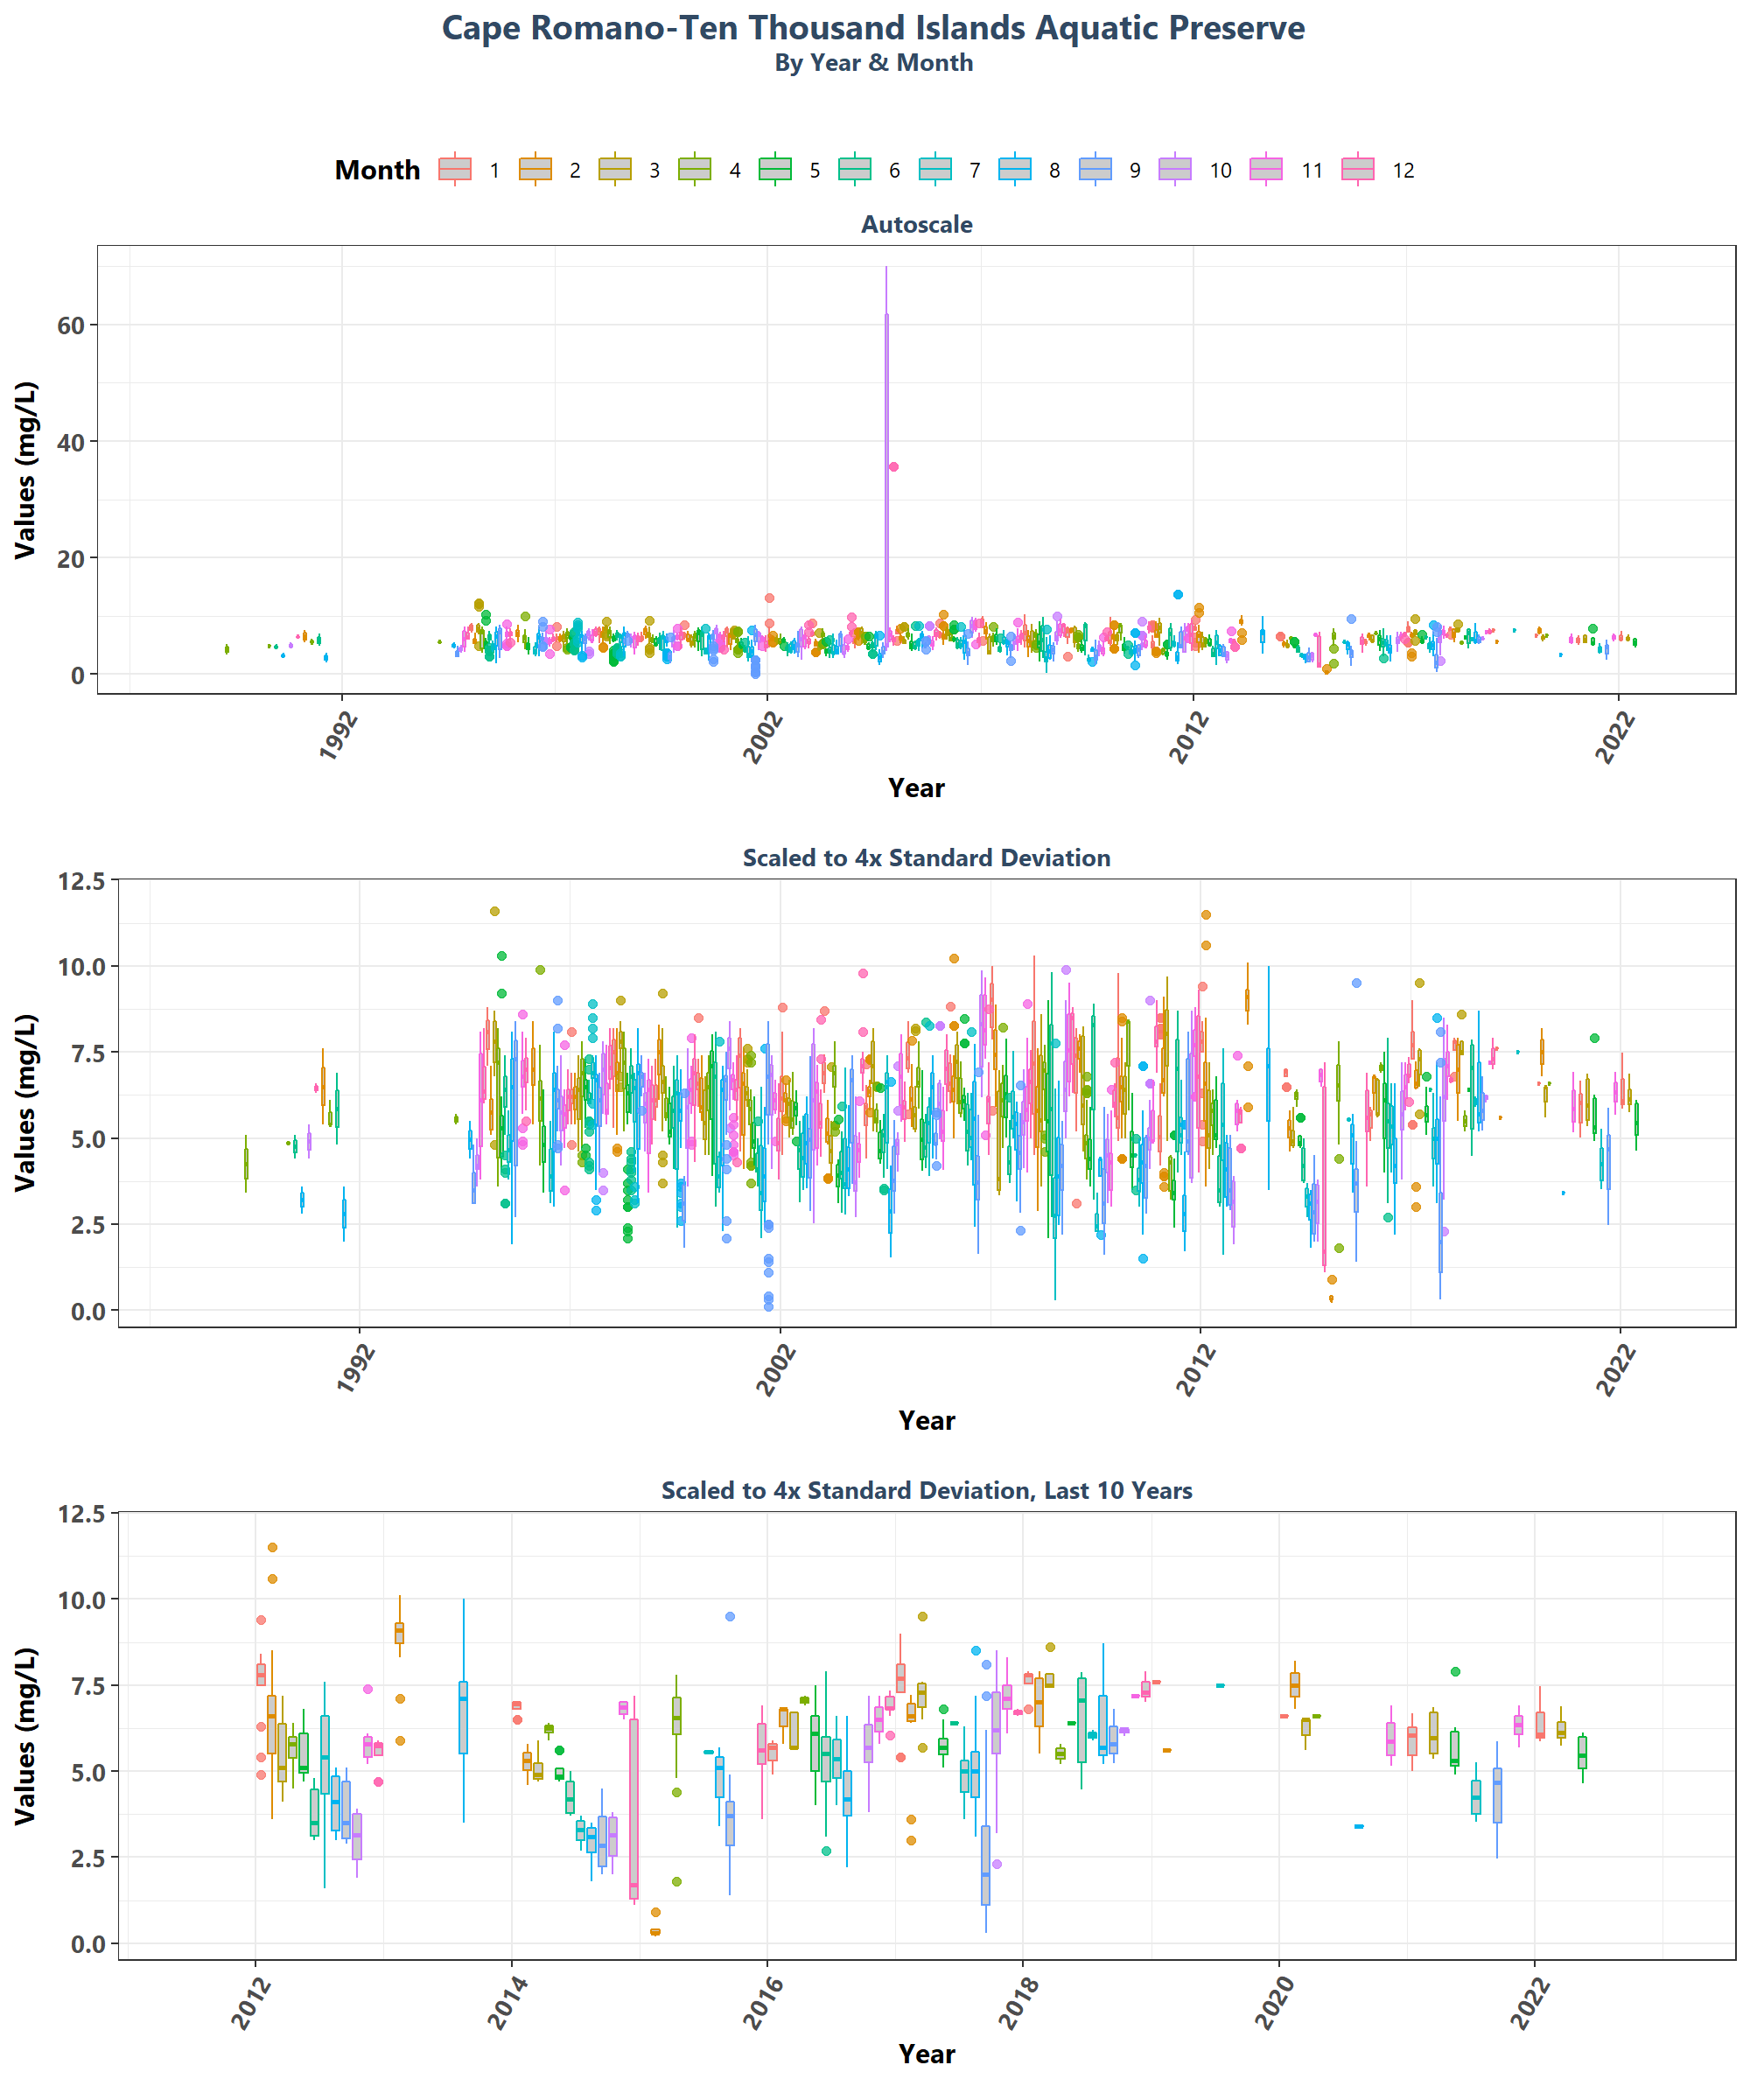 Cape Romano-Ten Thousand Islands Aquatic Preserve
By Year & Month
Month 1 2 3 4 5 6 7 8 9 10 11 12
Autoscale
Values (mg/L)
60
40
20
0
1992 2002 2012 2022
Year
Scaled to 4x Standard Deviation
Values (mg/L)
12.5
10.0
7.5
5.0
2.5
0.0
1992 2002 2012 2022
Year
Scaled to 4x Standard Deviation, Last 10 Years
Values (mg/L)
12.5
10.0
7.5
5.0
2.5
0.0
2012 2014 2016 2018 2020 2022
Year